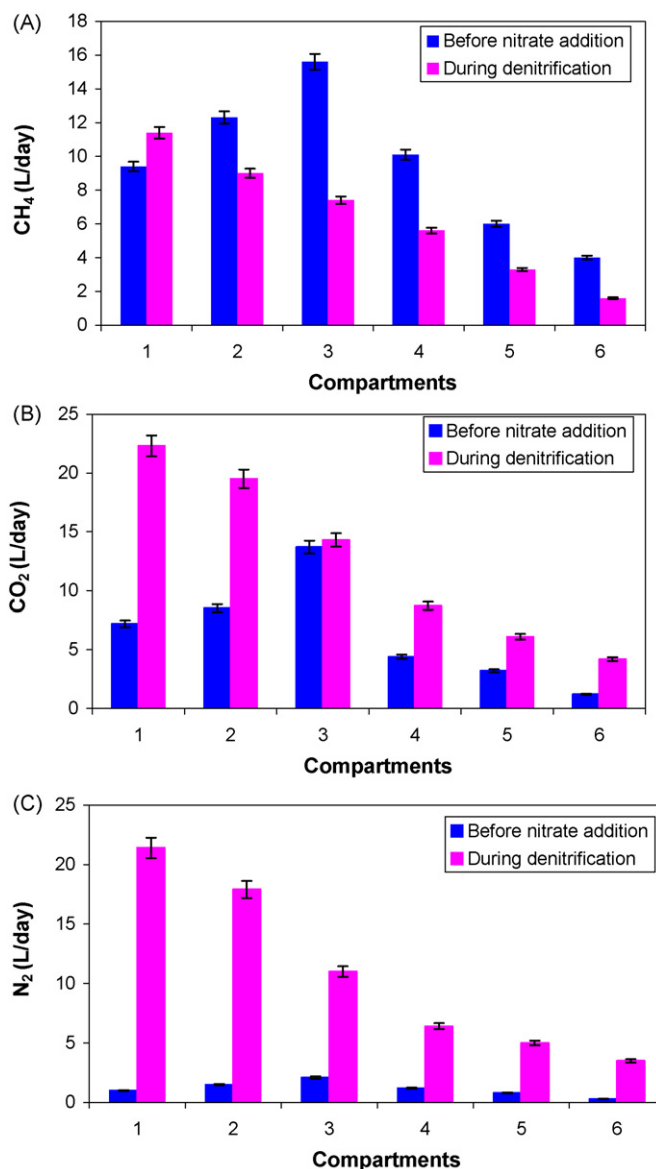 (A)
18
16
14
12
10
8
6
4
2
0
CH4 (L/day)
Before nitrate addition
During denitrification
1 2 3 4 5 6
Compartments
(B)
25
20
15
10
5
0
CO2 (L/day)
Before nitrate addition
During denitrification
1 2 3 4 5 6
Compartments
(C)
25
20
15
10
5
0
N2 (L/day)
Before nitrate addition
During denitrification
1 2 3 4 5 6
Compartments